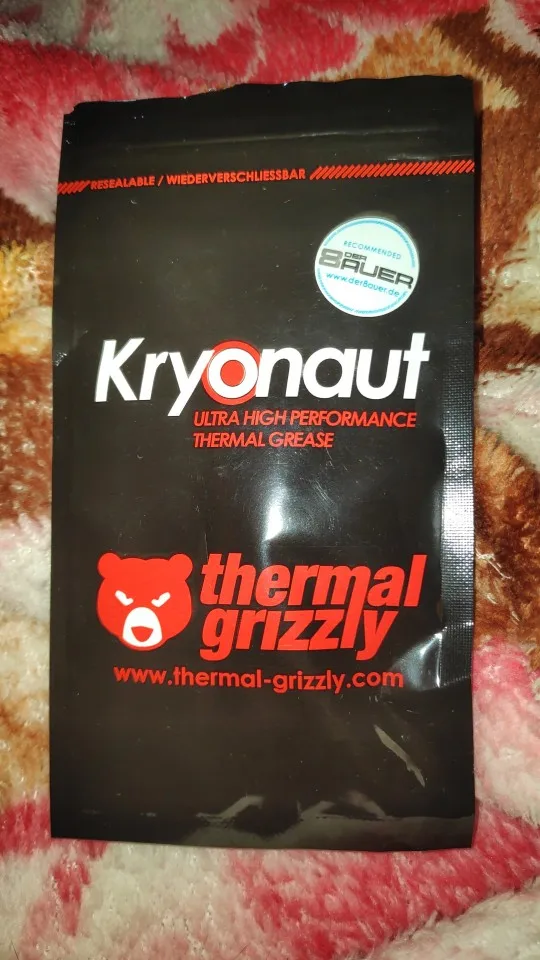 RESEALABLE / WIEDERVERSCHLIESSBAR
RECOMMENDED
DER
8AUER
www.der8auer.de
Kryonaut
ULTRA HIGH PERFORMANCE
THERMAL GREASE
thermal
grizzly
www.thermal-grizzly.com